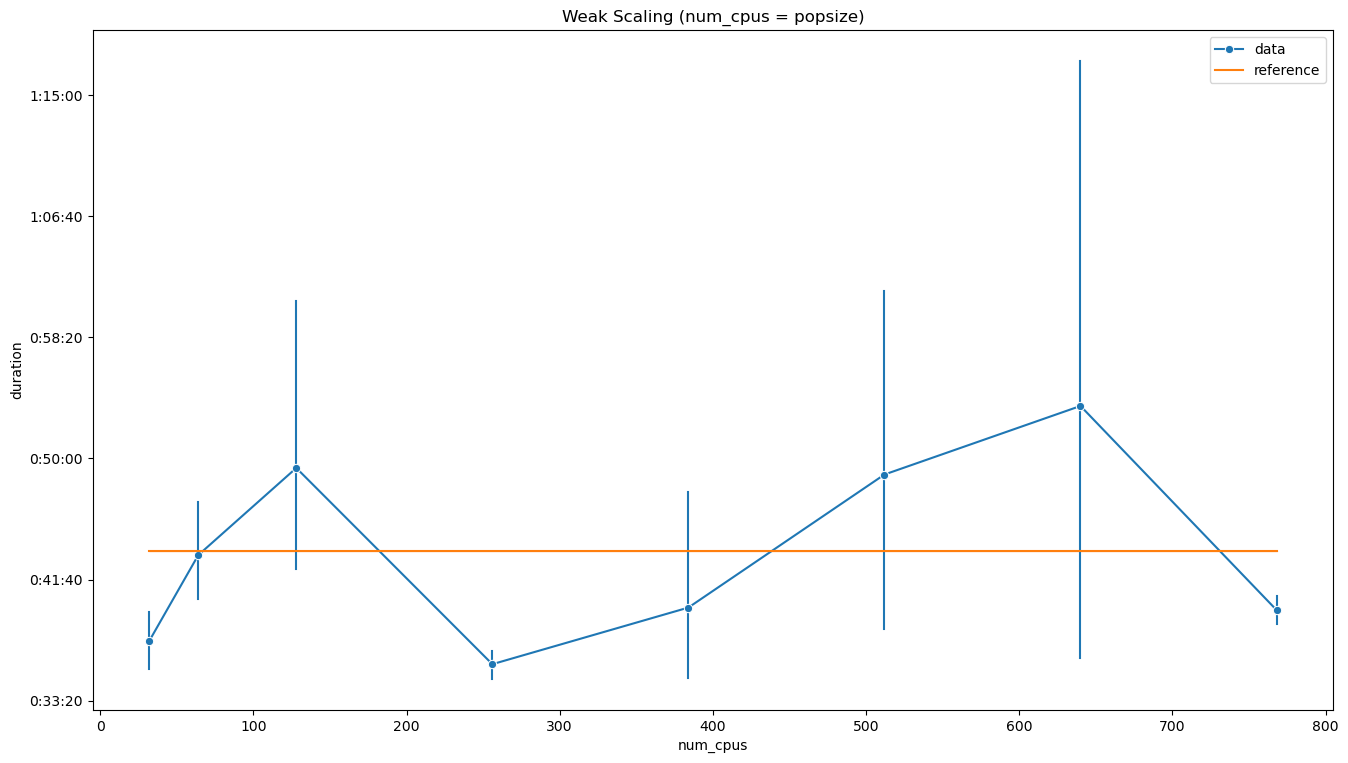 Weak Scaling (num_cpus = popsize)
data
reference
1:15:00
1:06:40
0:58:20
0:50:00
0:41:40
0:33:20
duration
0 100 200 300 400 500 600 700 800
num_cpus